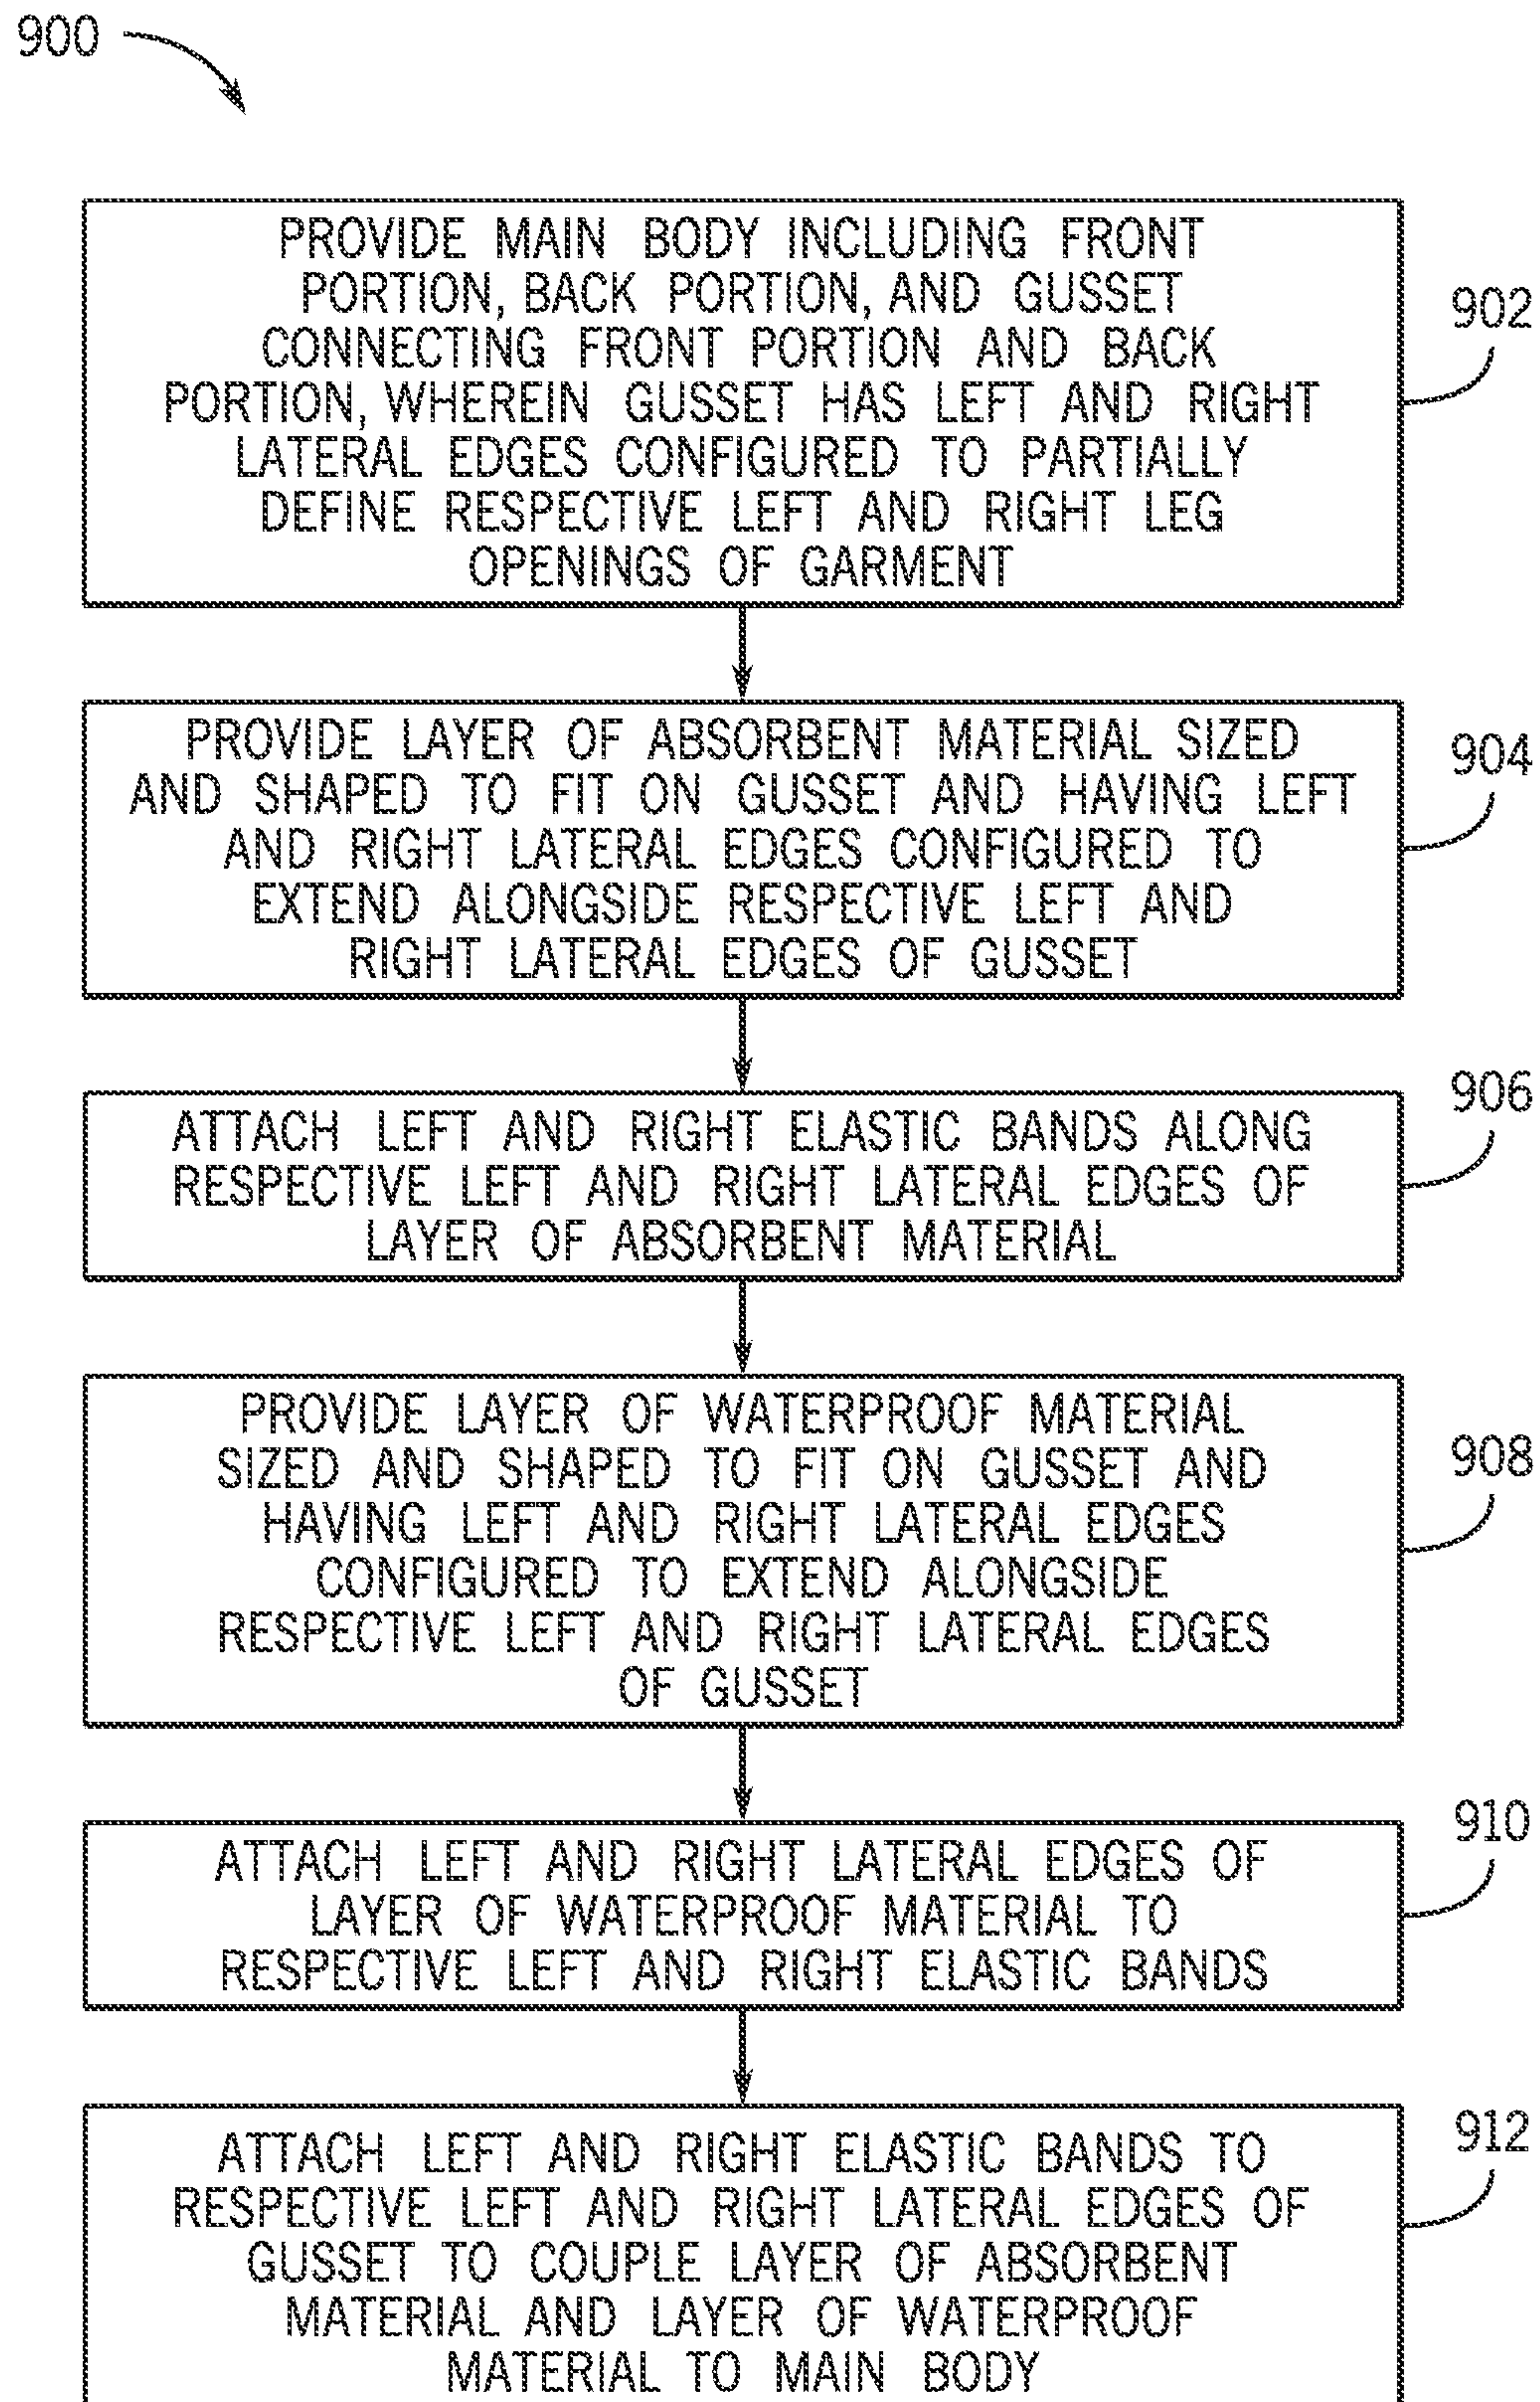 900
PROVIDE MAIN BODY INCLUDING FRONT
PORTION, BACK PORTION, AND GUSSET
CONNECTING FRONT PORTION AND BACK
PORTION, WHEREIN GUSSET HAS LEFT AND RIGHT
LATERAL EDGES CONFIGURED TO PARTIALLY
DEFINE RESPECTIVE LEFT AND RIGHT LEG
OPENINGS OF GARMENT
902
PROVIDE LAYER OF ABSORBENT MATERIAL SIZED
AND SHAPED TO FIT ON GUSSET AND HAVING LEFT
AND RIGHT LATERAL EDGES CONFIGURED TO
EXTEND ALONGSIDE RESPECTIVE LEFT AND
RIGHT LATERAL EDGES OF GUSSET
904
ATTACH LEFT AND RIGHT ELASTIC BANDS ALONG
RESPECTIVE LEFT AND RIGHT LATERAL EDGES OF
LAYER OF ABSORBENT MATERIAL
906
PROVIDE LAYER OF WATERPROOF MATERIAL
SIZED AND SHAPED TO FIT ON GUSSET AND
HAVING LEFT AND RIGHT LATERAL EDGES
CONFIGURED TO EXTEND ALONGSIDE
RESPECTIVE LEFT AND RIGHT LATERAL EDGES
OF GUSSET
908
ATTACH LEFT AND RIGHT LATERAL EDGES OF
LAYER OF WATERPROOF MATERIAL TO
RESPECTIVE LEFT AND RIGHT ELASTIC BANDS
910
ATTACH LEFT AND RIGHT ELASTIC BANDS TO
RESPECTIVE LEFT AND RIGHT LATERAL EDGES OF
GUSSET TO COUPLE LAYER OF ABSORBENT
MATERIAL AND LAYER OF WATERPROOF
MATERIAL TO MAIN BODY
912